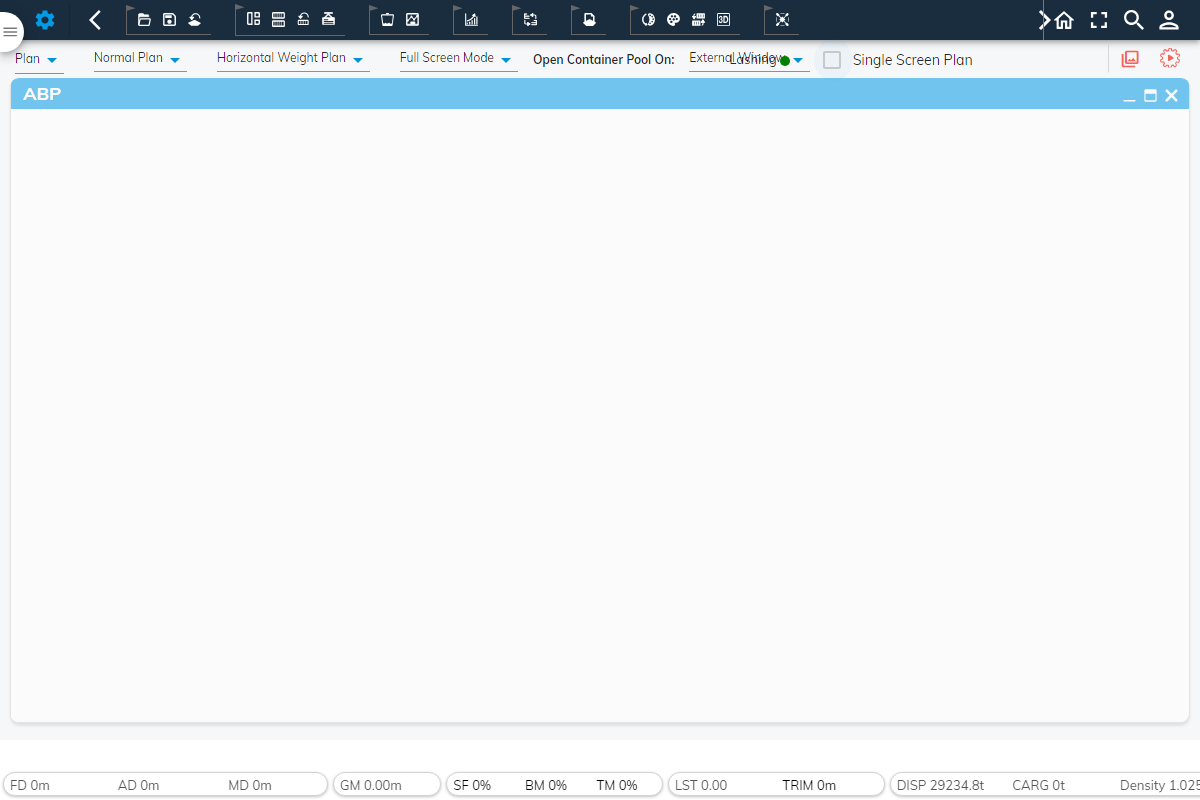 3D
Plan Normal Plan Horizontal Weight Plan Full Screen Mode Open Container Pool On: External Window Lashing Single Screen Plan
ABP
FD 0m AD 0m MD 0m GM 0.00m SF 0% BM 0% TM 0% LST 0.00 TRIM 0m DISP 29234.8t CARG 0t Density 1.025